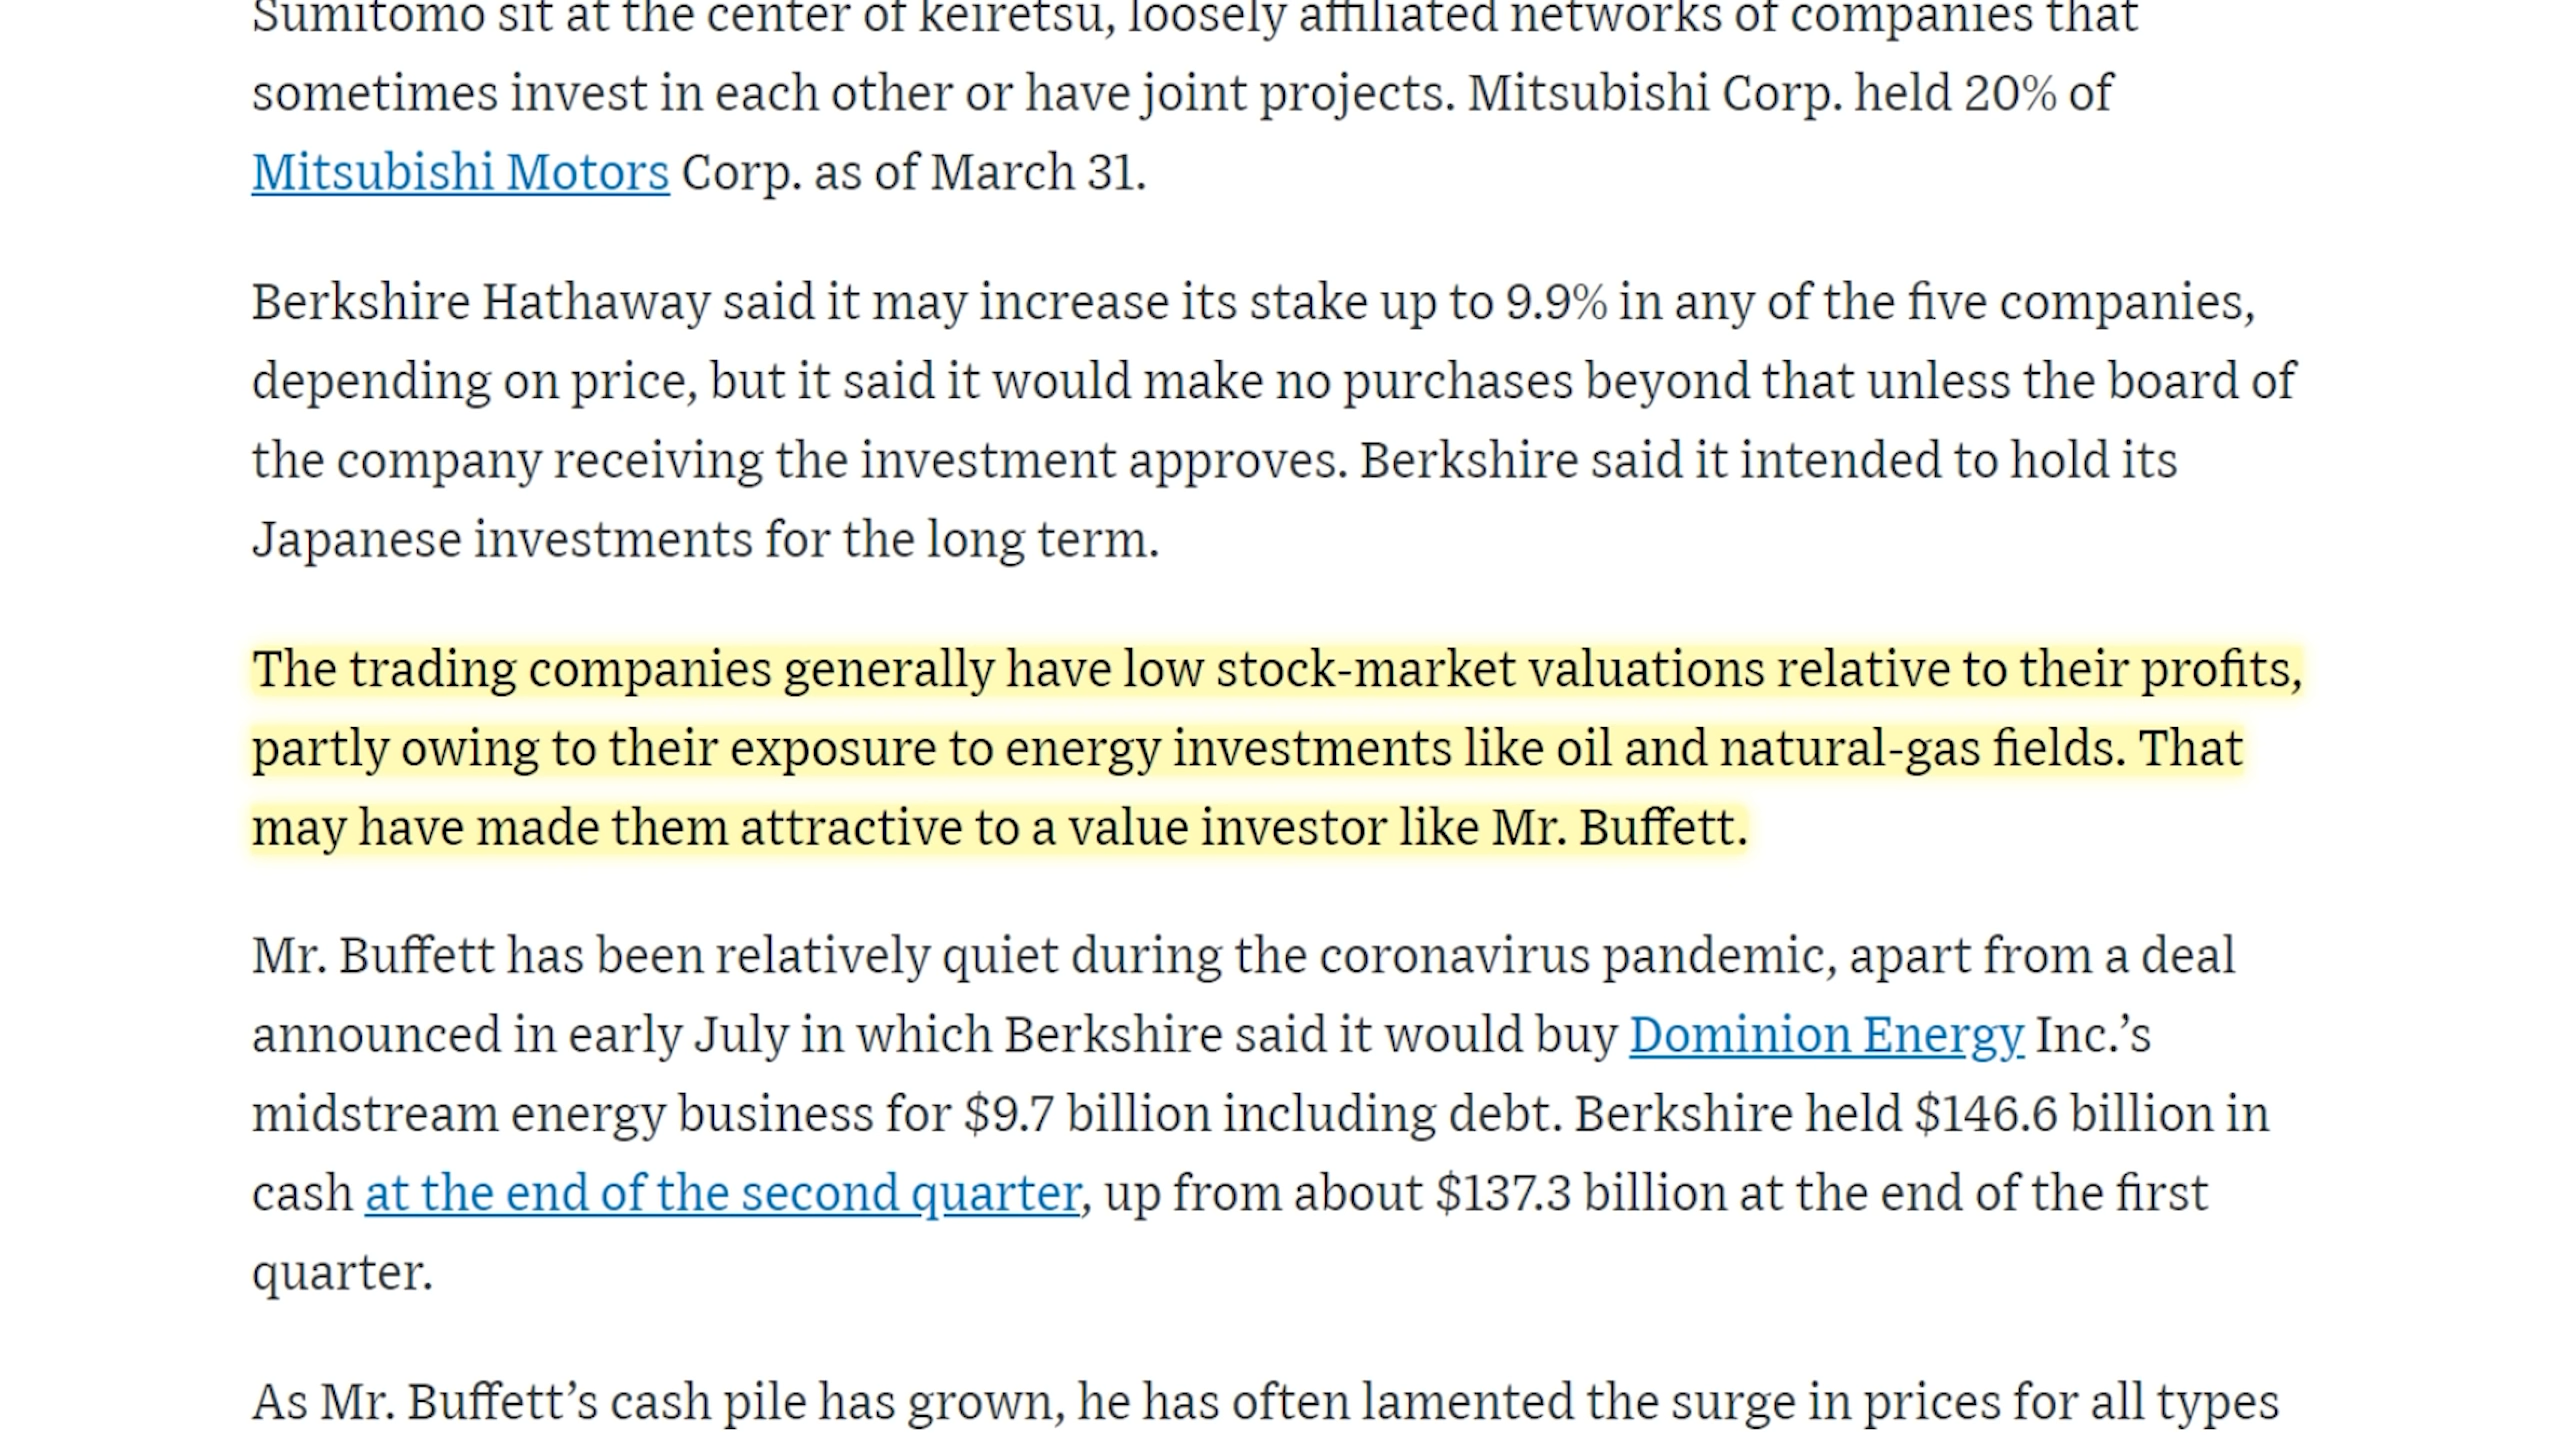 Sumitomo sit at the center of keiretsu, loosely affiliated networks of companies that
sometimes invest in each other or have joint projects. Mitsubishi Corp. held 20% of
Mitsubishi Motors Corp. as of March 31.
Berkshire Hathaway said it may increase its stake up to 9.9% in any of the five companies,
depending on price, but it said it would make no purchases beyond that unless the board of
the company receiving the investment approves. Berkshire said it intended to hold its
Japanese investments for the long term.
The trading companies generally have low stock-market valuations relative to their profits,
partly owing to their exposure to energy investments like oil and natural-gas fields. That
may have made them attractive to a value investor like Mr. Buffett.
Mr. Buffett has been relatively quiet during the coronavirus pandemic, apart from a deal
announced in early July in which Berkshire said it would buy Dominion Energy Inc.’s
midstream energy business for $9.7 billion including debt. Berkshire held $146.6 billion in
cash at the end of the second quarter, up from about $137.3 billion at the end of the first
quarter.
As Mr. Buffett’s cash pile has grown, he has often lamented the surge in prices for all types